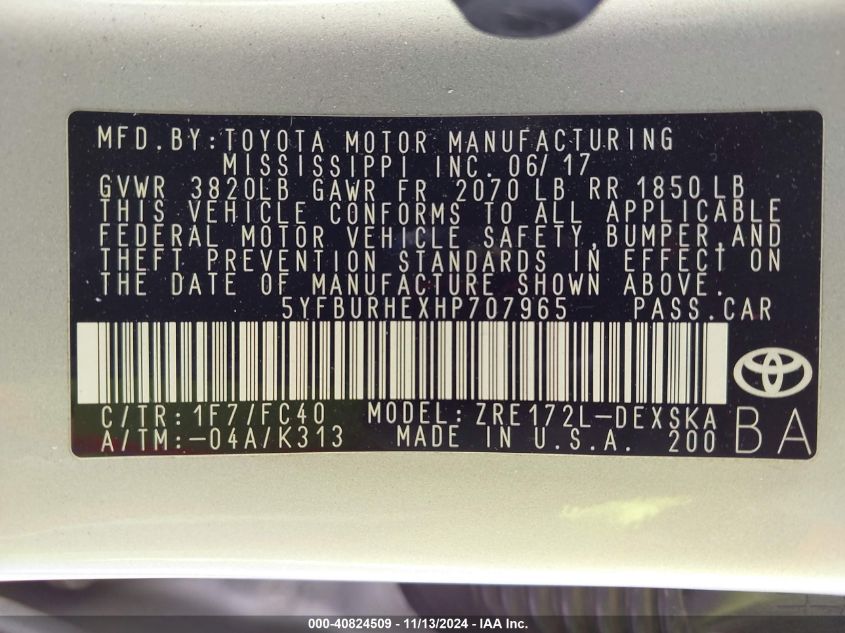 MFD.BY:TOYOTA MOTOR MANUFACTURING
MISSISSIPPI INC. 06/17
GVWR 3820LB GAWR FR 2070 LB RR 1850 LB
THIS VEHICLE CONFORMS TO ALL APPLICABLE
FEDERAL MOTOR VEHICLE SAFETY,BUMPER,AND
THEFT PREVENTION STANDARDS IN EFFECT ON
THE DATE OF MANUFACTURE SHOWN ABOVE.
5YFBURHEXHP707965 PASS.CAR
C/TR:1F7/FC40 MODEL:ZRE172L-DEXSKA
A/TM:-04A/K313 MADE IN U.S.A. 200 BA
000-40824509 - 11/13/2024 - IAA Inc.